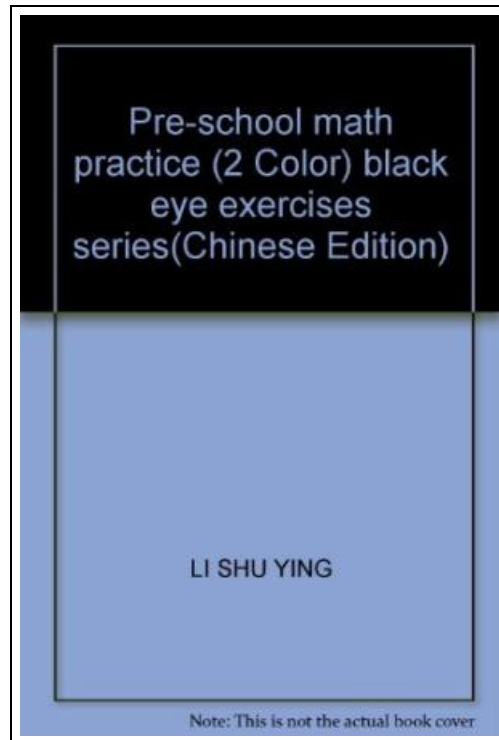 Pre-school math
practice (2 Color) black
eye exercises
series(Chinese Edition)
LI SHU YING
Note: This is not the actual book cover